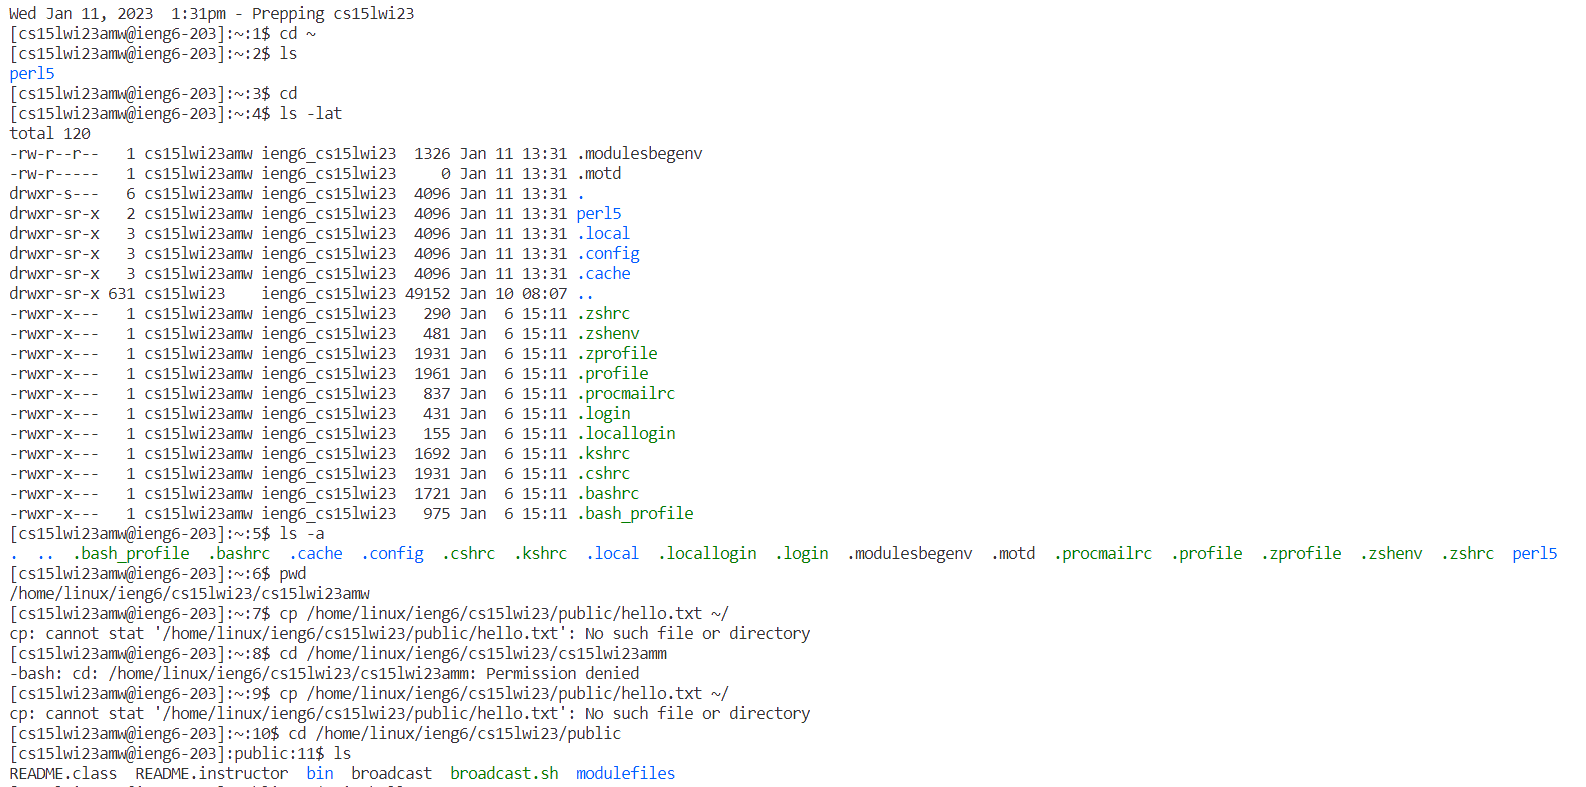 Wed Jan 11, 2023  1:31pm - Prepping cs15lwi23
[cs15lwi23amw@ieng6-203]:~:1$ cd ~
[cs15lwi23amw@ieng6-203]:~:2$ ls
perl5
[cs15lwi23amw@ieng6-203]:~:3$ cd
[cs15lwi23amw@ieng6-203]:~:4$ ls -lat
total 120
-rw-r--r--   1 cs15lwi23amw ieng6_cs15lwi23  1326 Jan 11 13:31 .modulesbegenv
-rw-r-----   1 cs15lwi23amw ieng6_cs15lwi23     0 Jan 11 13:31 .motd
drwxr-s---   6 cs15lwi23amw ieng6_cs15lwi23  4096 Jan 11 13:31 .
drwxr-sr-x   2 cs15lwi23amw ieng6_cs15lwi23  4096 Jan 11 13:31 perl5
drwxr-sr-x   3 cs15lwi23amw ieng6_cs15lwi23  4096 Jan 11 13:31 .local
drwxr-sr-x   3 cs15lwi23amw ieng6_cs15lwi23  4096 Jan 11 13:31 .config
drwxr-sr-x   3 cs15lwi23amw ieng6_cs15lwi23  4096 Jan 11 13:31 .cache
drwxr-sr-x 631 cs15lwi23    ieng6_cs15lwi23 49152 Jan 10 08:07 ..
-rwxr-x---   1 cs15lwi23amw ieng6_cs15lwi23   290 Jan  6 15:11 .zshrc
-rwxr-x---   1 cs15lwi23amw ieng6_cs15lwi23   481 Jan  6 15:11 .zshenv
-rwxr-x---   1 cs15lwi23amw ieng6_cs15lwi23  1931 Jan  6 15:11 .zprofile
-rwxr-x---   1 cs15lwi23amw ieng6_cs15lwi23  1961 Jan  6 15:11 .profile
-rwxr-x---   1 cs15lwi23amw ieng6_cs15lwi23   837 Jan  6 15:11 .procmailrc
-rwxr-x---   1 cs15lwi23amw ieng6_cs15lwi23   431 Jan  6 15:11 .login
-rwxr-x---   1 cs15lwi23amw ieng6_cs15lwi23   155 Jan  6 15:11 .locallogin
-rwxr-x---   1 cs15lwi23amw ieng6_cs15lwi23  1692 Jan  6 15:11 .kshrc
-rwxr-x---   1 cs15lwi23amw ieng6_cs15lwi23  1931 Jan  6 15:11 .cshrc
-rwxr-x---   1 cs15lwi23amw ieng6_cs15lwi23  1721 Jan  6 15:11 .bashrc
-rwxr-x---   1 cs15lwi23amw ieng6_cs15lwi23   975 Jan  6 15:11 .bash_profile
[cs15lwi23amw@ieng6-203]:~:5$ ls -a
.  ..  .bash_profile  .bashrc  .cache  .config  .cshrc  .kshrc  .local  .locallogin  .login  .modulesbegenv  .motd  .procmailrc  .profile  .zprofile  .zshenv  .zshrc  perl5
[cs15lwi23amw@ieng6-203]:~:6$ pwd
/home/linux/ieng6/cs15lwi23/cs15lwi23amw
[cs15lwi23amw@ieng6-203]:~:7$ cp /home/linux/ieng6/cs15lwi23/public/hello.txt ~/
cp: cannot stat '/home/linux/ieng6/cs15lwi23/public/hello.txt': No such file or directory
[cs15lwi23amw@ieng6-203]:~:8$ cd /home/linux/ieng6/cs15lwi23/cs15lwi23amm
-bash: cd: /home/linux/ieng6/cs15lwi23/cs15lwi23amm: Permission denied
[cs15lwi23amw@ieng6-203]:~:9$ cp /home/linux/ieng6/cs15lwi23/public/hello.txt ~/
cp: cannot stat '/home/linux/ieng6/cs15lwi23/public/hello.txt': No such file or directory
[cs15lwi23amw@ieng6-203]:~:10$ cd /home/linux/ieng6/cs15lwi23/public
[cs15lwi23amw@ieng6-203]:public:11$ ls
README.class  README.instructor  bin  broadcast  broadcast.sh  modulefiles